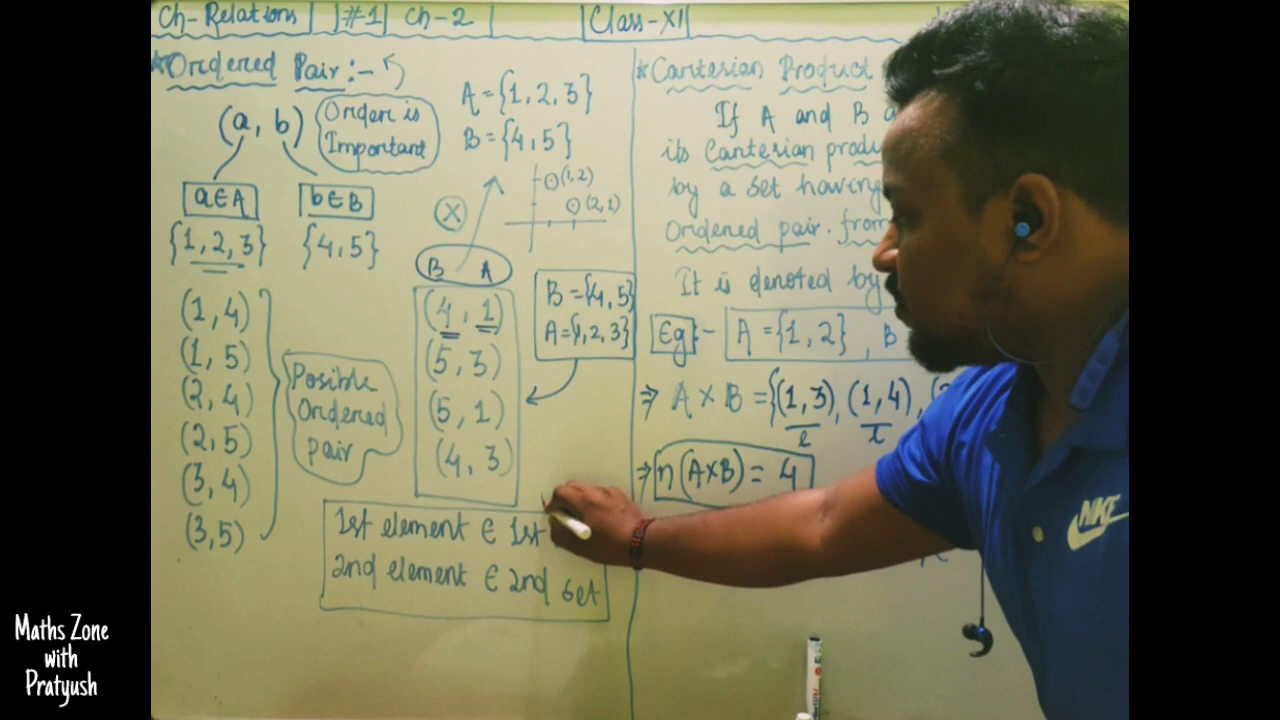 Ch-Relations #1 Ch-2 Class-XI
*Ordered Pair:-
(a, b)
Order is
Important
a∈A b∈B
{1, 2, 3} {4, 5}
(1, 4)
(1, 5)
(2, 4)
(2, 5)
(3, 4)
(3, 5)
Posible
Ordered
pair
A = {1, 2, 3}
B = {4, 5}
(1, 2)
(2, 1)
X
B A
(4, 1)
(5, 3)
(5, 1)
(4, 3)
B = {4, 5}
A = {1, 2, 3}
1st element ∈ 1st
2nd element ∈ 2nd set
*Cartesian Product
If A and B
its Cartesian
by a set having
Ordered pair. from
It is denoted by
Eg:- A = {1, 2}, B
⇒ A × B = {(1, 3), (1, 4),
⇒ n(A×B) = 4
NIKE
Maths Zone
with
Pratyush